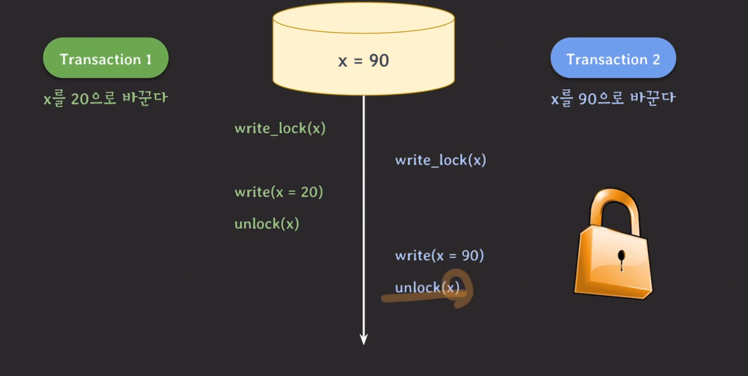 Transaction 1
x를 20으로 바꾼다
x = 90
Transaction 2
x를 90으로 바꾼다
write_lock(x)
write_lock(x)
write(x = 20)
unlock(x)
write(x = 90)
unlock(x)